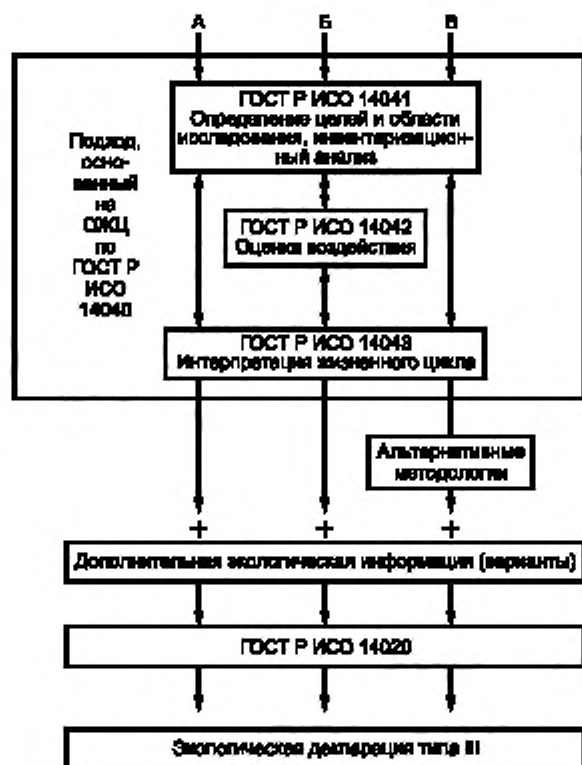 А Б В
ГОСТ Р ИСО 14041
Определение целей и области
исследования, инвентаризацион-
ный анализ
Подход,
осно-
ванный
на
ОЖЦ
по
ГОСТ Р
ИСО
14040
ГОСТ Р ИСО 14042
Оценка воздействия
ГОСТ Р ИСО 14043
Интерпретация жизненного цикла
Альтернативные
методологии
+ + +
Дополнительная экологическая информация (варианты)
ГОСТ Р ИСО 14020
Экологическая декларация типа III